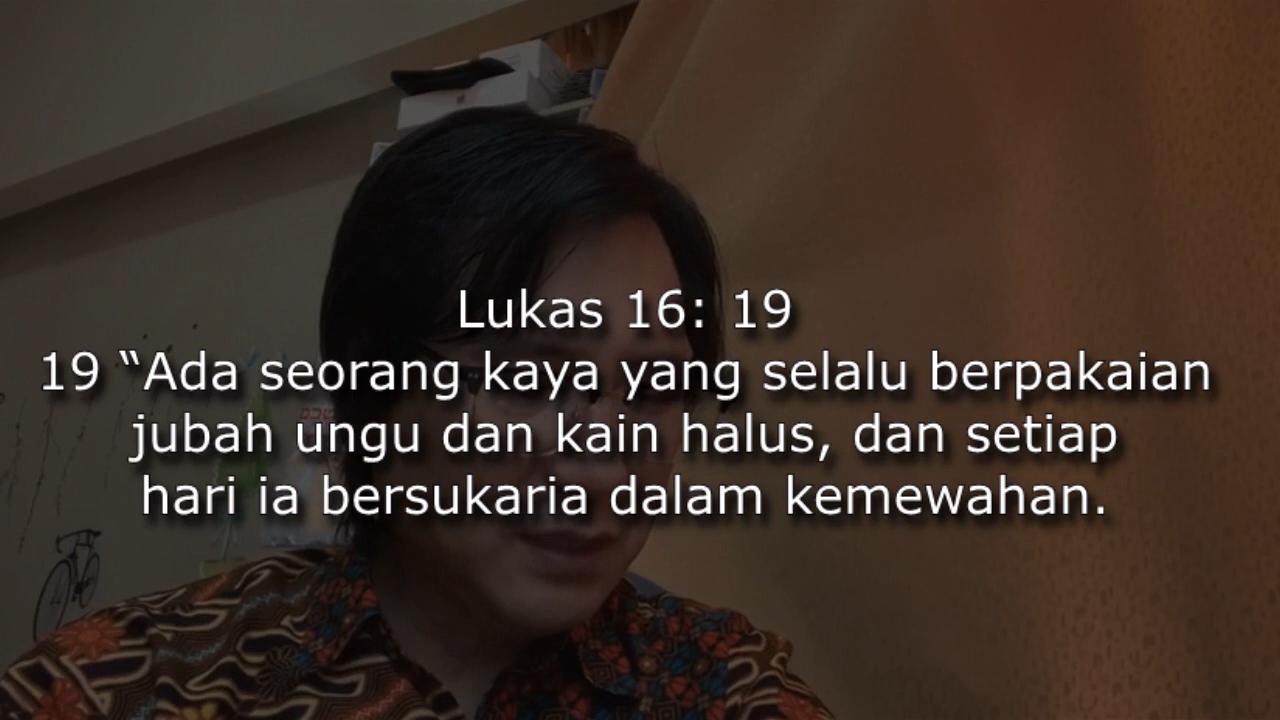 Lukas 16: 19
19 “Ada seorang kaya yang selalu berpakaian
jubah ungu dan kain halus, dan setiap
hari ia bersukaria dalam kemewahan.